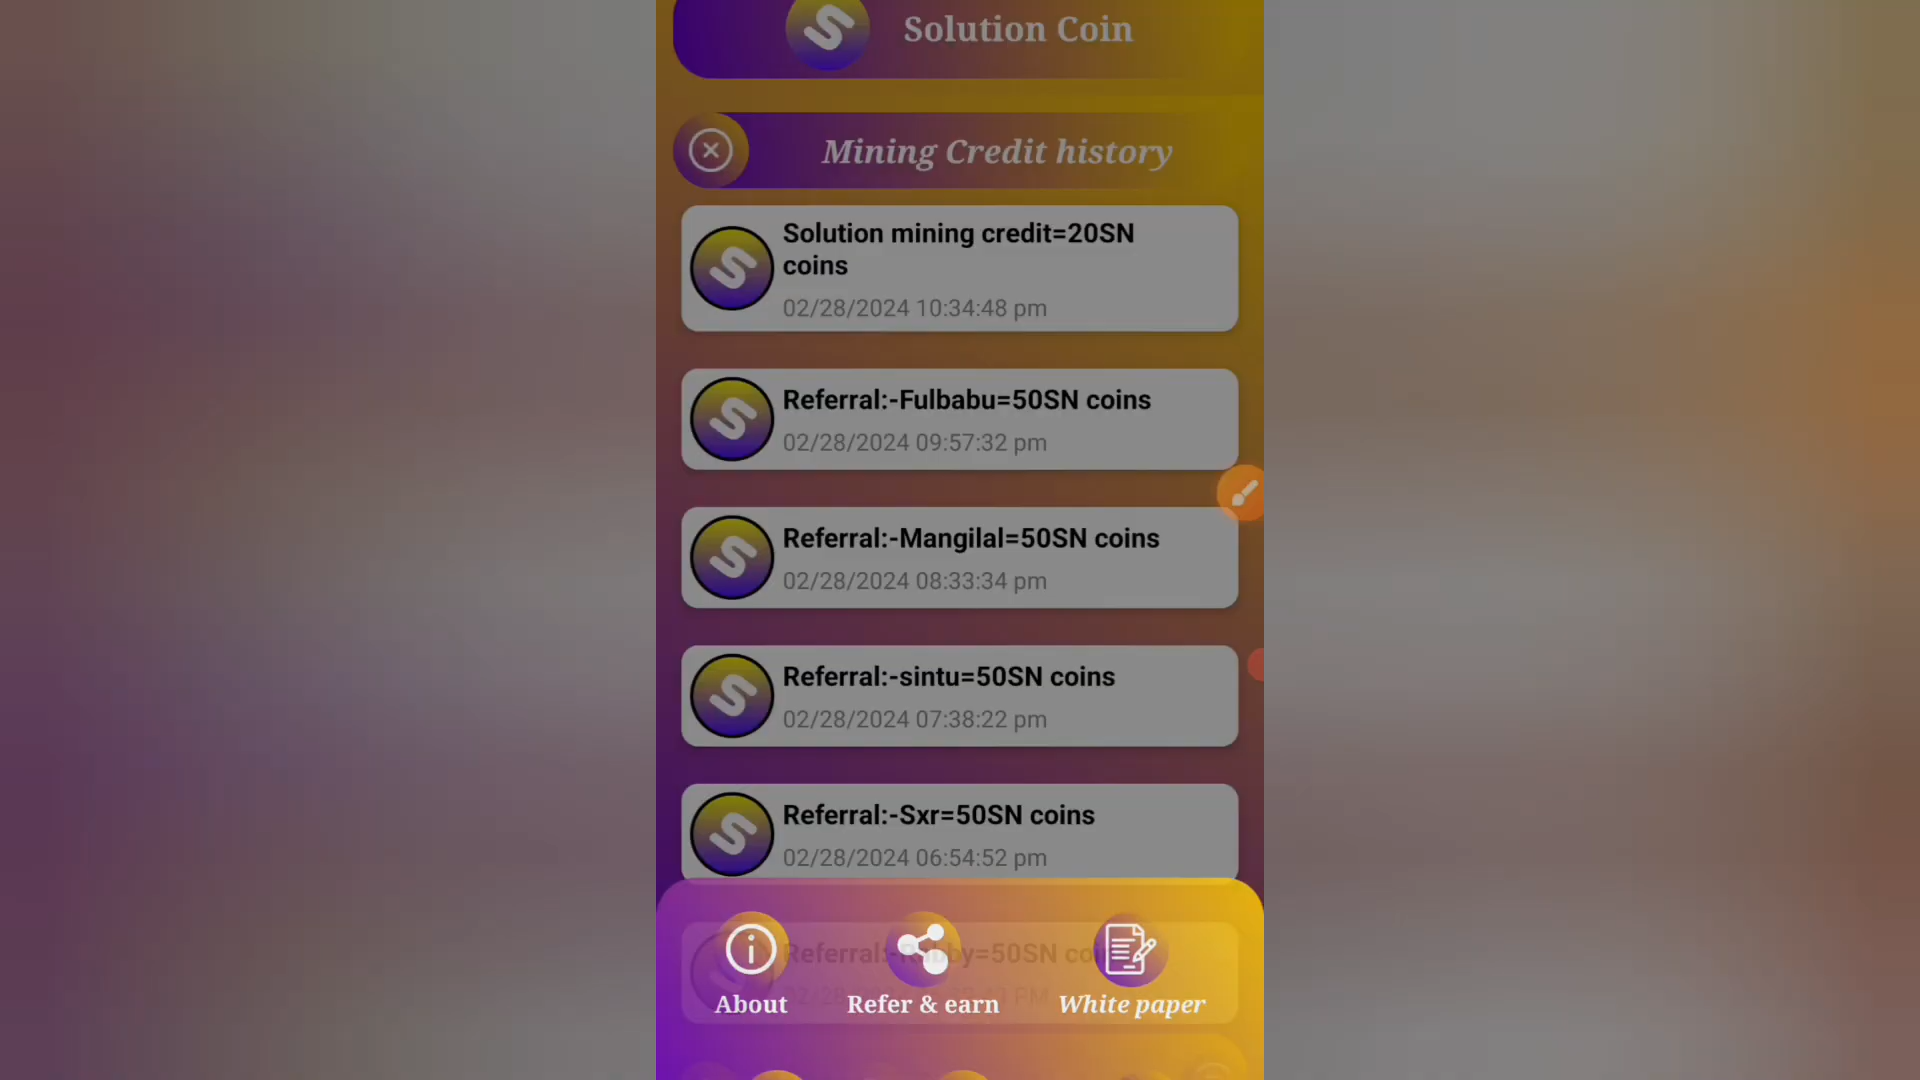 Solution Coin
Mining Credit history
Solution mining credit=20SN
coins
02/28/2024 10:34:48 pm
Referral:-Fulbabu=50SN coins
02/28/2024 09:57:32 pm
Referral:-Mangilal=50SN coins
02/28/2024 08:33:34 pm
Referral:-sintu=50SN coins
02/28/2024 07:38:22 pm
Referral:-Sxr=50SN coins
02/28/2024 06:54:52 pm
About
Refer & earn
White paper